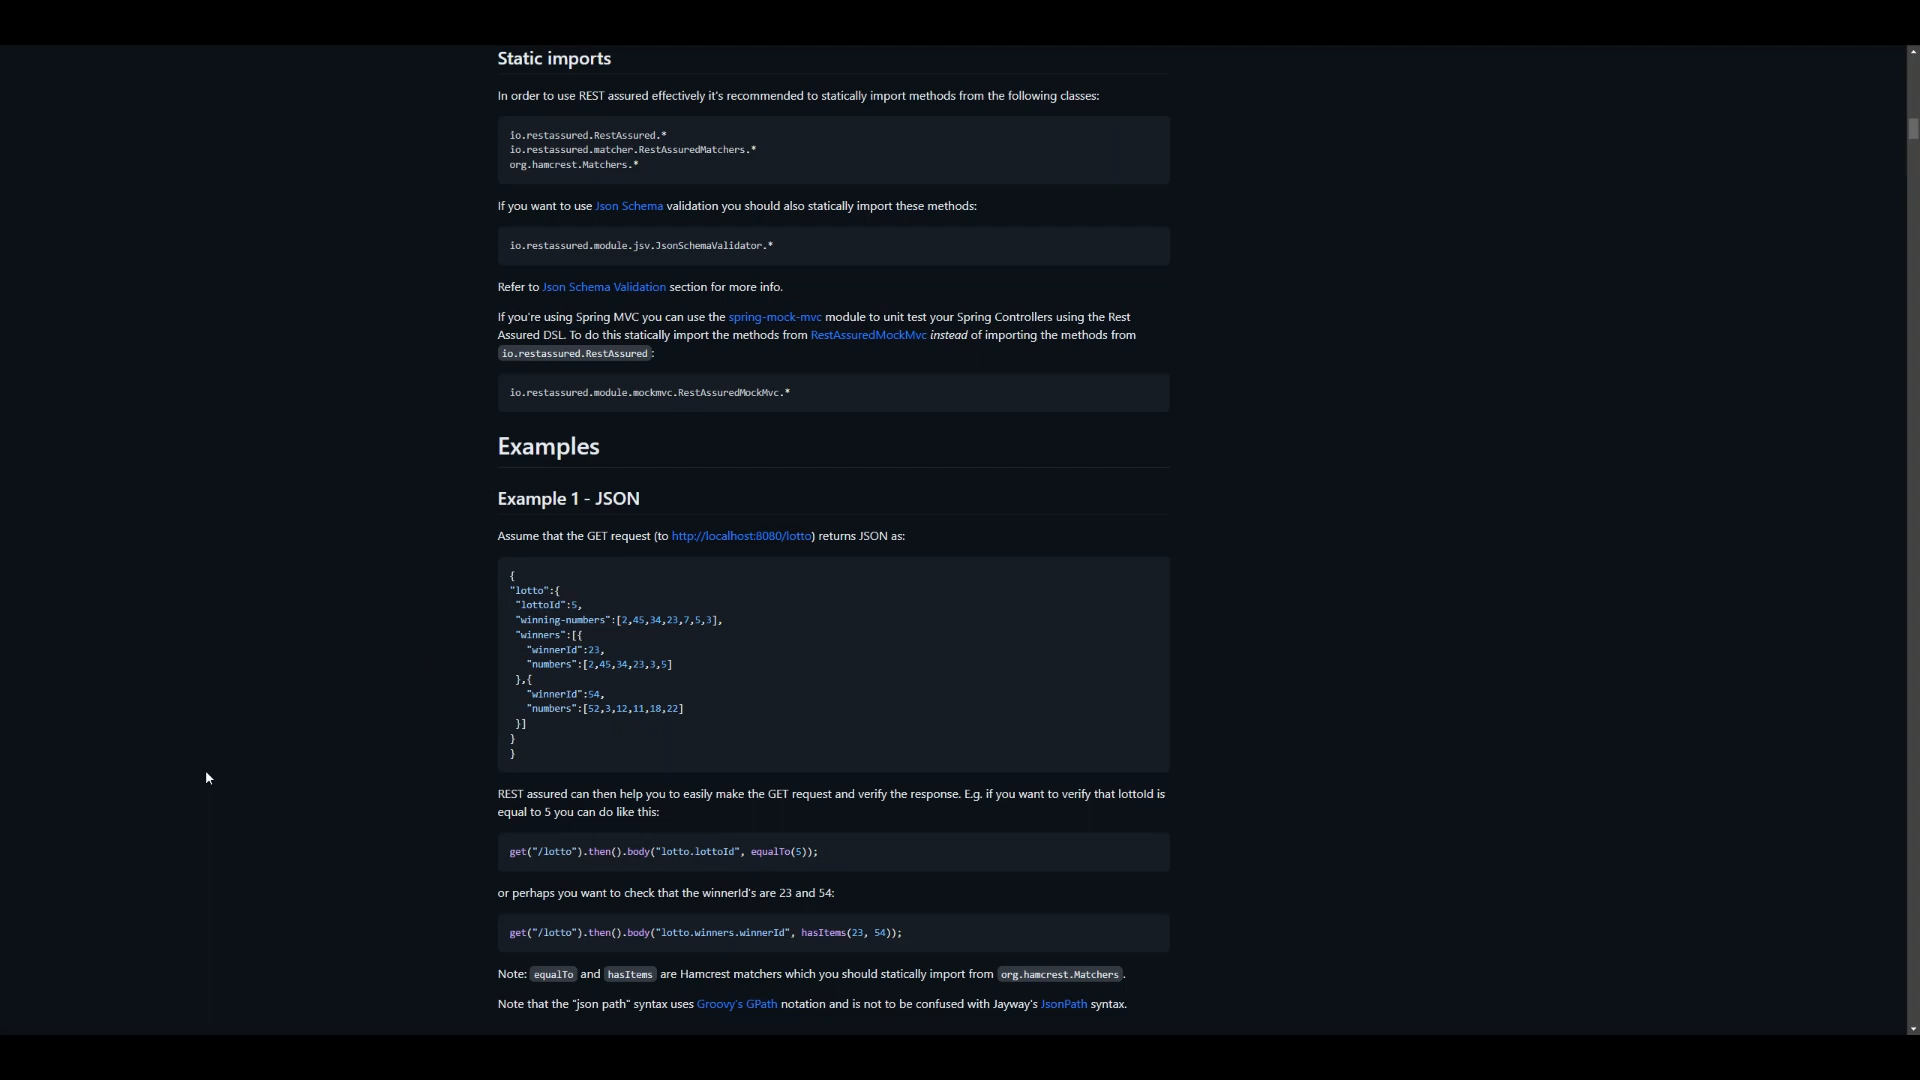 Static imports
In order to use REST assured effectively it's recommended to statically import methods from the following classes:
io.restassured.RestAssured.*
io.restassured.matcher.RestAssuredMatchers.*
org.hamcrest.Matchers.*
If you want to use Json Schema validation you should also statically import these methods:
io.restassured.module.jsv.JsonSchemaValidator.*
Refer to Json Schema Validation section for more info.
If you're using Spring MVC you can use the spring-mock-mvc module to unit test your Spring Controllers using the Rest
Assured DSL. To do this statically import the methods from RestAssuredMockMvc instead of importing the methods from
io.restassured.RestAssured:
io.restassured.module.mockmvc.RestAssuredMockMvc.*
Examples
Example 1 - JSON
Assume that the GET request (to http://localhost:8080/lotto) returns JSON as:
{
"lotto":{
"lottoId":5,
"winning-numbers":[2,45,34,23,7,5,3],
"winners":[{
"winnerId":23,
"numbers":[2,45,34,23,3,5]
},{
"winnerId":54,
"numbers":[52,3,12,11,18,22]
}]
}
}
REST assured can then help you to easily make the GET request and verify the response. E.g. if you want to verify that lottoId is
equal to 5 you can do like this:
get("/lotto").then().body("lotto.lottoId", equalTo(5));
or perhaps you want to check that the winnerId's are 23 and 54:
get("/lotto").then().body("lotto.winners.winnerId", hasItems(23, 54));
Note: equalTo and hasItems are Hamcrest matchers which you should statically import from org.hamcrest.Matchers.
Note that the "json path" syntax uses Groovy's GPath notation and is not to be confused with Jayway's JsonPath syntax.